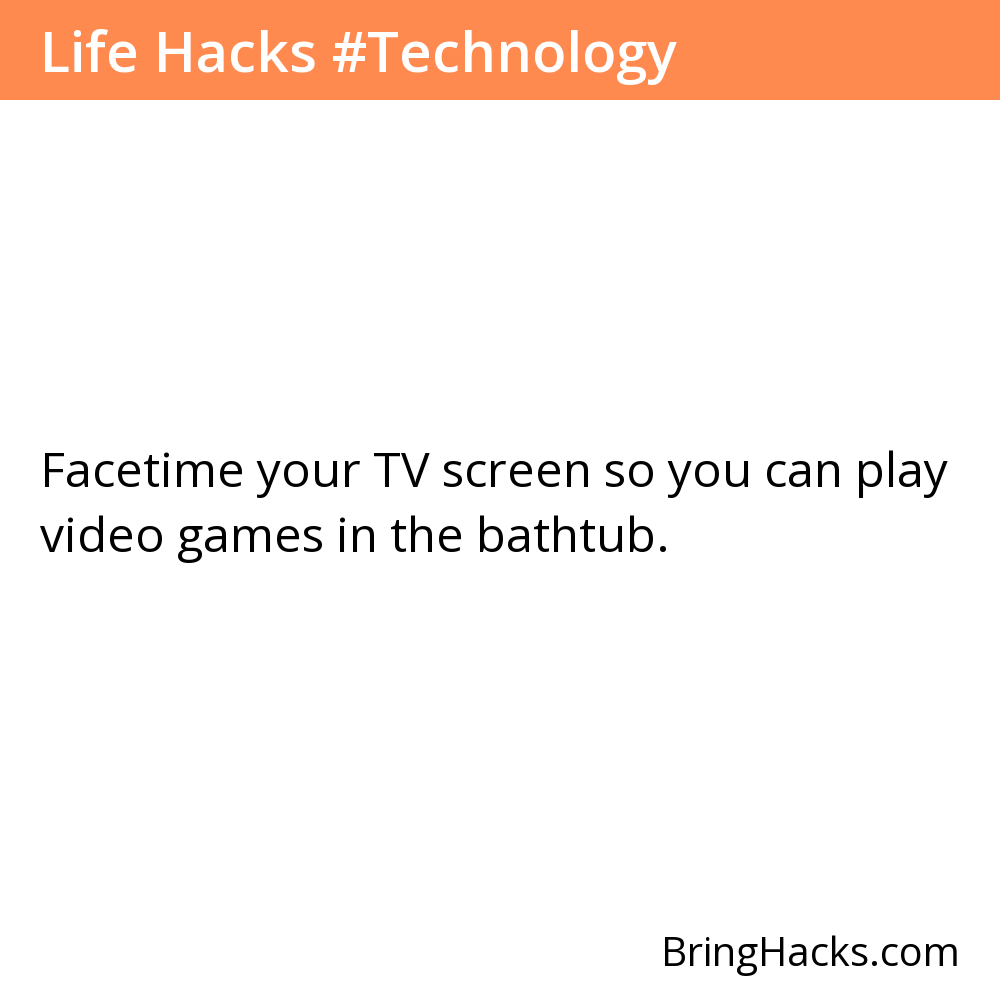 Life Hacks #Technology
Facetime your TV screen so you can play
video games in the bathtub.
BringHacks.com